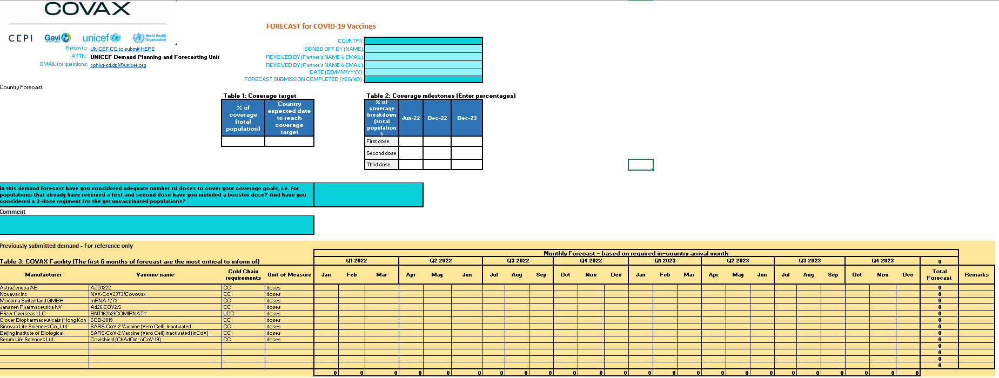 COVAX
FORECAST for COVID-19 Vaccines
CEPI Gavi unicef World Health Organization
COUNTRY:
Return to: UNICEF CO to submit HERE
SIGNED OFF BY (NAME):
ATTN: UNICEF Demand Planning and Forecasting Unit
REVIEWED BY (Partner's NAME & EMAIL):
EMAIL for questions: cphhq-sd.dpf@unicef.org
REVIEWED BY (Partner's NAME & EMAIL):
DATE (DD/MM/YYYY):
FORECAST SUBMISSION COMPLETED (YES/NO):
Country Forecast
Table 1: Coverage target
% of coverage (total population)
Country expected date to reach coverage target
Table 2: Coverage milestones (Enter percentages)
% of coverage breakdown (total population) Jun-22 Dec-22 Dec-23
First dose
Second dose
Third dose
In this demand forecast have you considered adequate number of doses to cover your coverage goals, i.e. for
populations that already have received a first and second dose have you included a booster dose? And have you
considered a 3-dose regiment for the yet unvaccinated populations?
Comment
Previously submitted demand - For reference only
Monthly Forecast - based on required in-country arrival month
Table 3: COVAX Facility (The first 6 months of forecast are the most critical to inform of) Q1 2022 Q2 2022 Q3 2022 Q4 2022 Q1 2023 Q2 2023 Q3 2023 Q4 2023 0
Manufacturer Vaccine name Cold Chain requirements Unit of Measure Jan Feb Mar Apr May Jun Jul Aug Sep Oct Nov Dec Jan Feb Mar Apr May Jun Jul Aug Sep Oct Nov Dec Total Forecast Remarks
AstraZeneca AB AZD1222 CC doses 0
Novavax Inc NVX-CoV2373/Covovax CC doses 0
Moderna Switzerland GMBH mRNA-1273 CC doses 0
Janssen Pharmaceutica NV Ad26.COV2.S CC doses 0
Pfizer Overseas LLC BNT162b2/COMIRNATY UCC doses 0
Clover Biopharmaceuticals (Hong Kon SCB-2019 CC doses 0
Sinovac Life Sciences Co., Ltd. SARS-CoV-2 Vaccine (Vero Cell), Inactivated CC doses 0
Beijing Institute of Biological SARS-CoV-2 Vaccine (Vero Cell),Inactivated (InCoV) CC doses 0
Serum Life Sciences Ltd Covishield (ChAdOx1_nCoV-19) CC doses 0
0
0
0
0
0 0 0 0 0 0 0 0 0 0 0 0 0 0 0 0 0 0 0 0 0 0 0 0